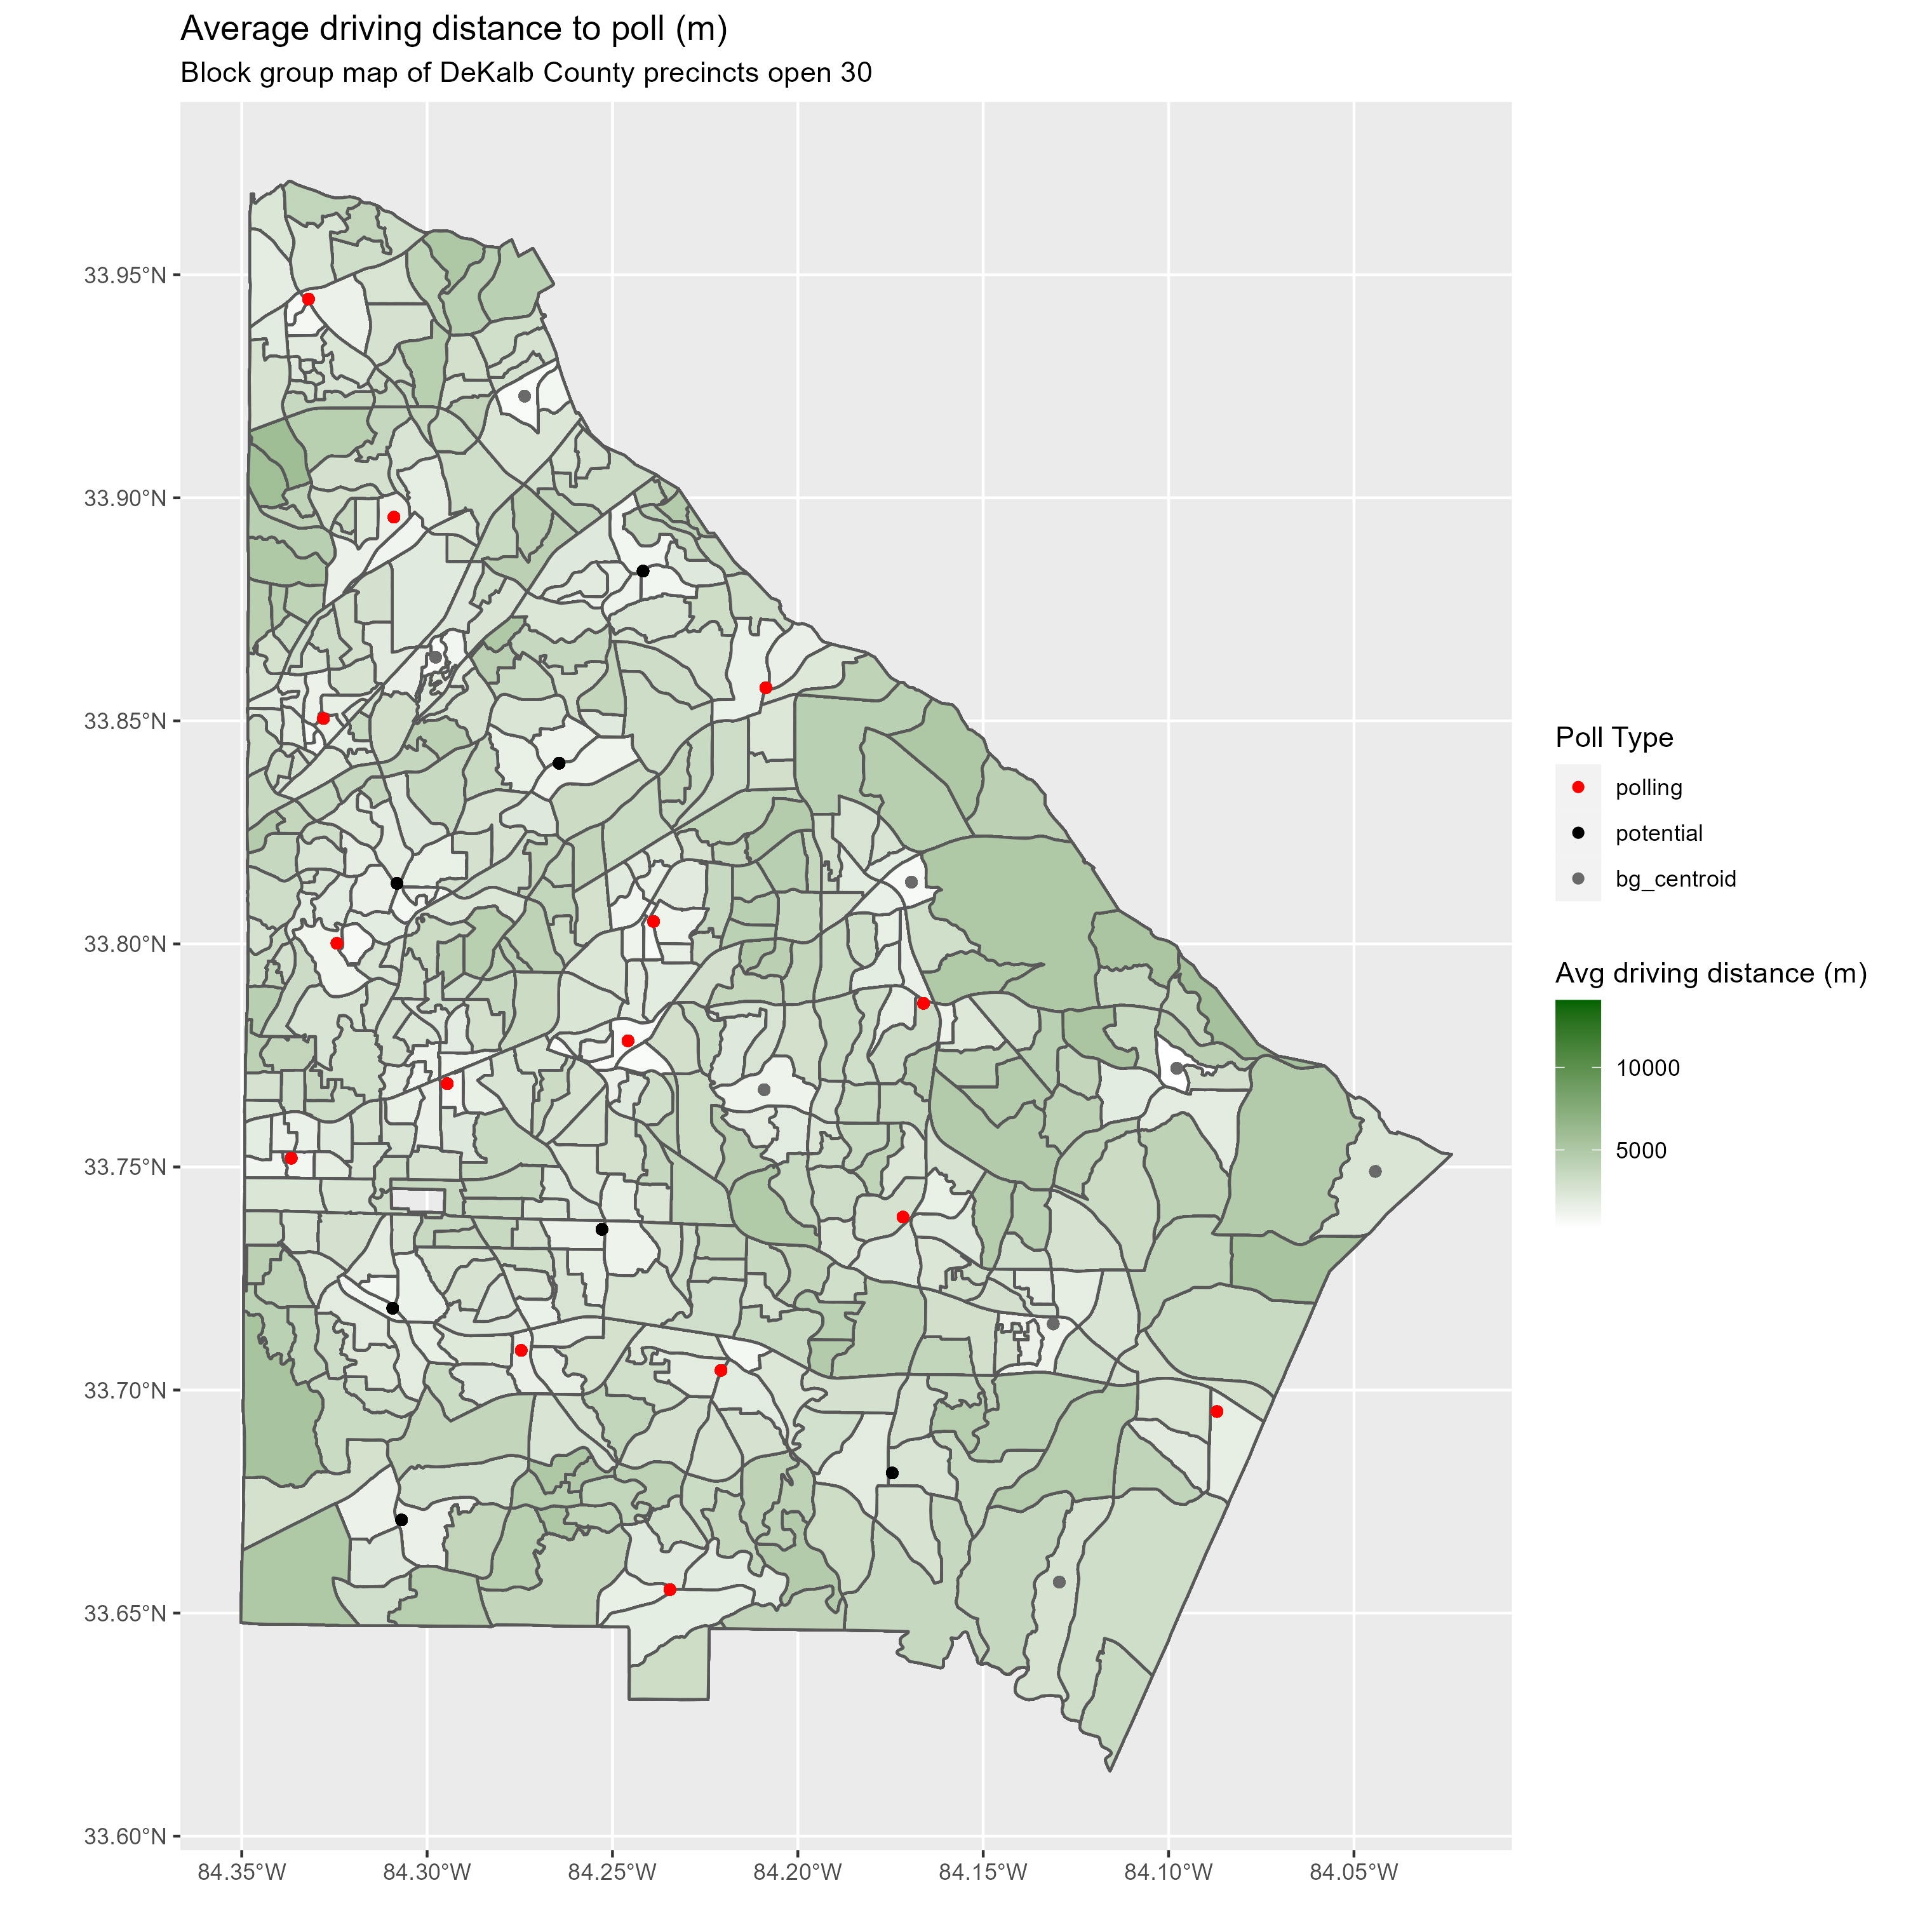 Average driving distance to poll (m)
Block group map of DeKalb County precincts open 30
33.95°N
33.90°N
33.85°N
33.80°N
33.75°N
33.70°N
33.65°N
33.60°N
84.35°W
84.30°W
84.25°W
84.20°W
84.15°W
84.10°W
84.05°W
Poll Type
polling
potential
bg_centroid
Avg driving distance (m)
10000
5000